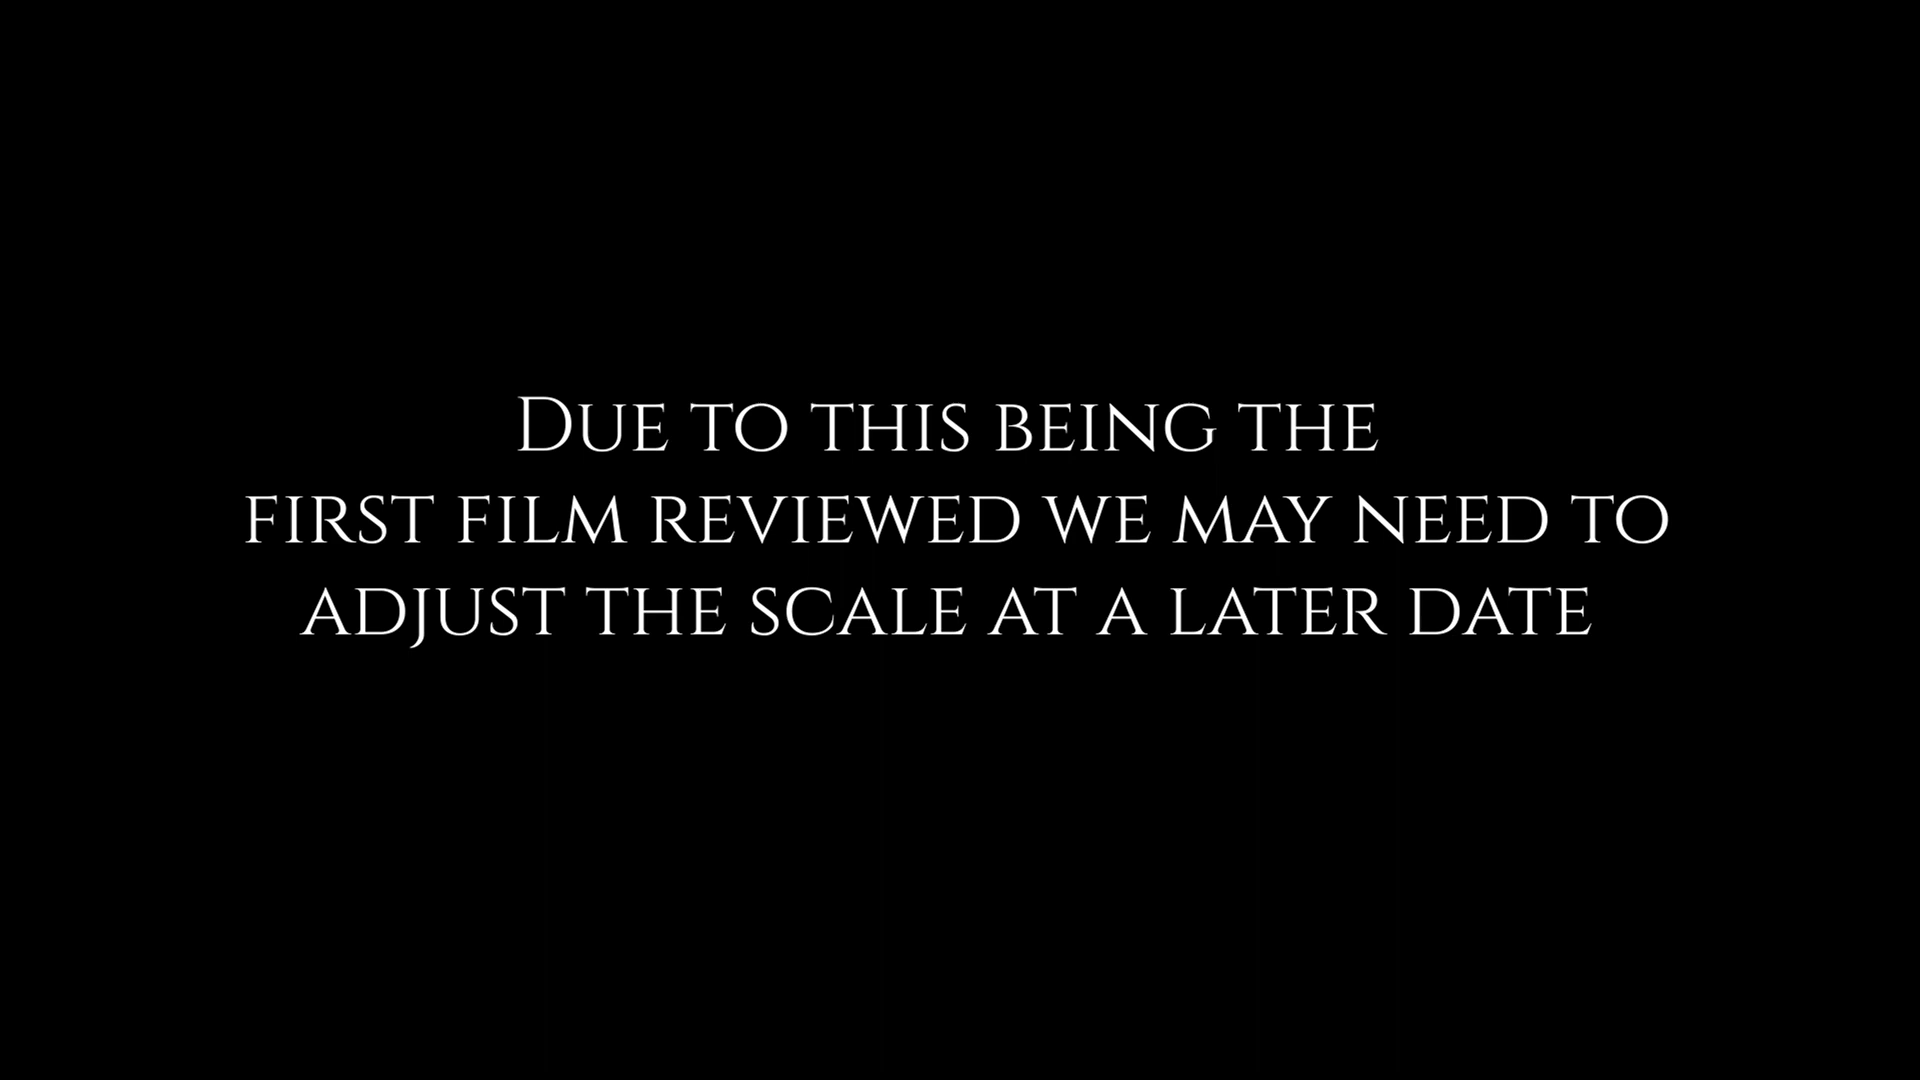 Due to this being the
first film reviewed we may need to
adjust the scale at a later date